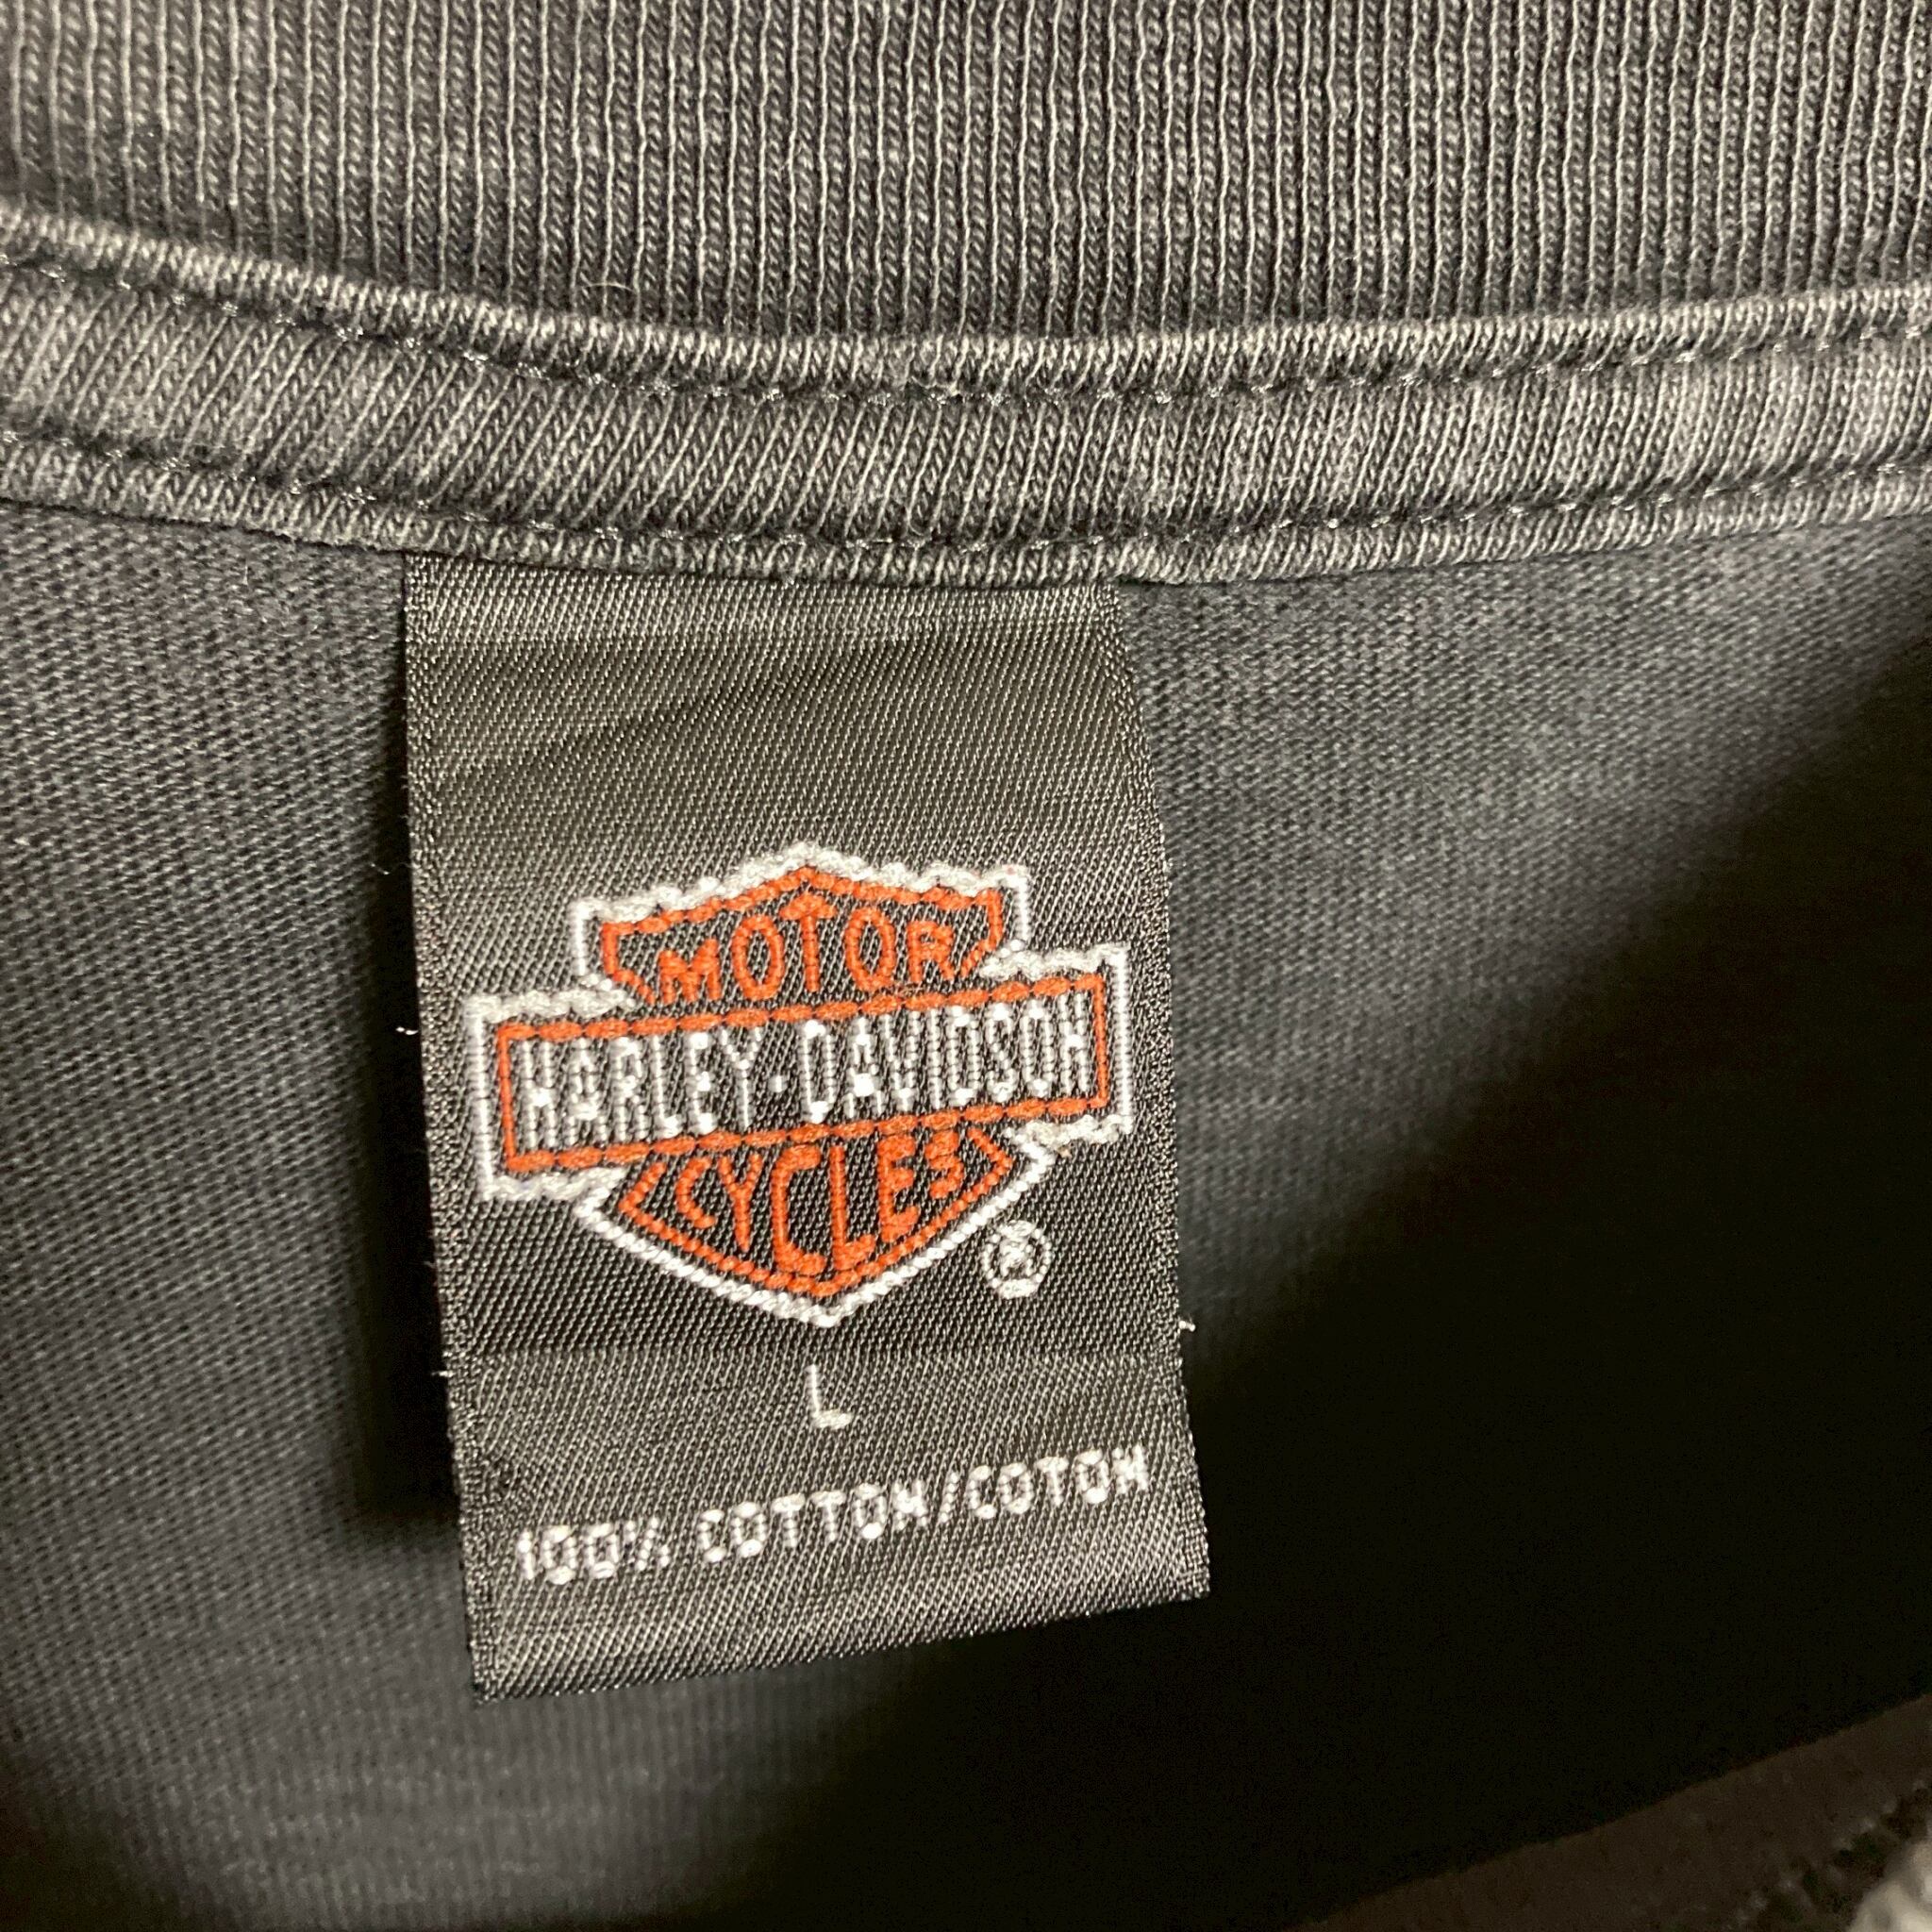 MOTOR
HARLEY-DAVIDSON
CYCLES
®
L
100% COTTON/COTON